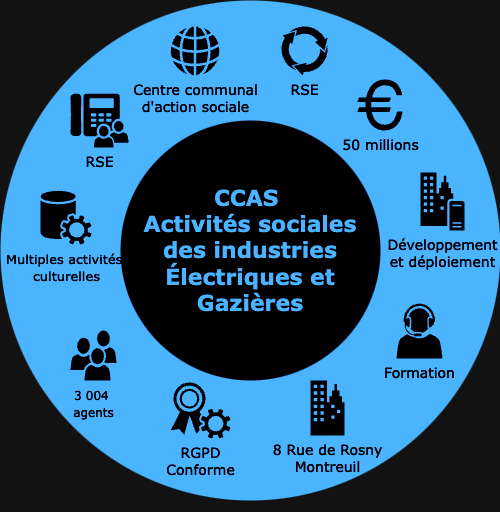 Centre communal
d'action sociale
RSE
50 millions
Développement
et déploiement
Formation
8 Rue de Rosny
Montreuil
RGPD
Conforme
3 004
agents
Multiples activités
culturelles
RSE
CCAS
Activités sociales
des industries
Électriques et
Gazières